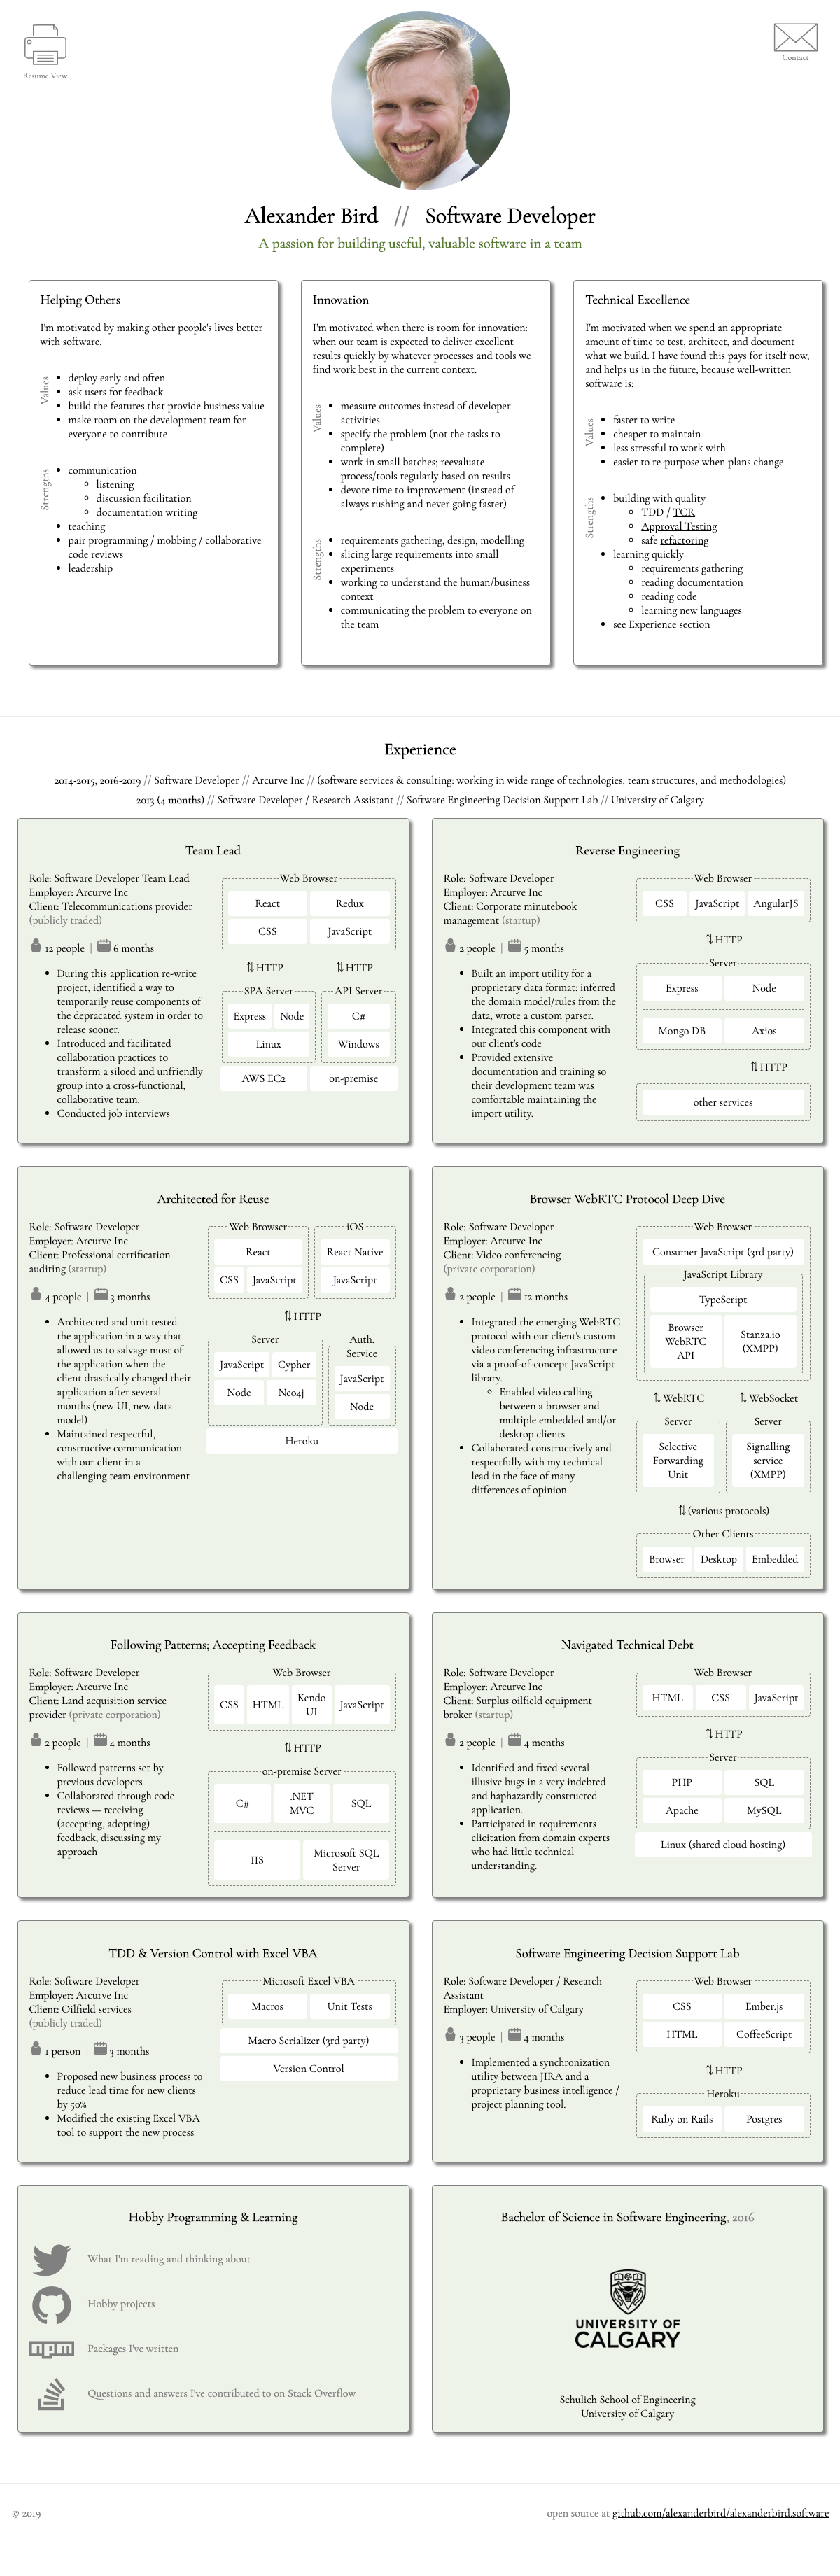 Resume View
Contact
Alexander Bird // Software Developer
A passion for building useful, valuable software in a team
Helping Others
I'm motivated by making other people's lives better
with software.
Values
deploy early and often
ask users for feedback
build the features that provide business value
make room on the development team for
everyone to contribute
Strengths
communication
listening
discussion facilitation
documentation writing
teaching
pair programming / mobbing / collaborative
code reviews
leadership
Innovation
I'm motivated when there is room for innovation:
when our team is expected to deliver excellent
results quickly by whatever processes and tools we
find work best in the current context.
Values
measure outcomes instead of developer
activities
specify the problem (not the tasks to
complete)
work in small batches; reevaluate
process/tools regularly based on results
devote time to improvement (instead of
always rushing and never going faster)
Strengths
requirements gathering, design, modelling
slicing large requirements into small
experiments
working to understand the human/business
context
communicating the problem to everyone on
the team
Technical Excellence
I'm motivated when we spend an appropriate
amount of time to test, architect, and document
what we build. I have found this pays for itself now,
and helps us in the future, because well-written
software is:
Values
faster to write
cheaper to maintain
less stressful to work with
easier to re-purpose when plans change
Strengths
building with quality
TDD / TCR
Approval Testing
safe refactoring
learning quickly
requirements gathering
reading documentation
reading code
learning new languages
see Experience section
Experience
2014-2015, 2016-2019 // Software Developer // Arcurve Inc // (software services & consulting: working in wide range of technologies, team structures, and methodologies)
2013 (4 months) // Software Developer / Research Assistant // Software Engineering Decision Support Lab // University of Calgary
Team Lead
Role: Software Developer Team Lead
Employer: Arcurve Inc
Client: Telecommunications provider
(publicly traded)
12 people | 6 months
During this application re-write
project, identified a way to
temporarily reuse components of
the depracated system in order to
release sooner.
Introduced and facilitated
collaboration practices to
transform a siloed and unfriendly
group into a cross-functional,
collaborative team.
Conducted job interviews
Web Browser
React Redux
CSS JavaScript
⇅ HTTP ⇅ HTTP
SPA Server API Server
Express Node C#
Linux Windows
AWS EC2 on-premise
Reverse Engineering
Role: Software Developer
Employer: Arcurve Inc
Client: Corporate minutebook
management (startup)
2 people | 5 months
Built an import utility for a
proprietary data format: inferred
the domain model/rules from the
data, wrote a custom parser.
Integrated this component with
our client's code
Provided extensive
documentation and training so
their development team was
comfortable maintaining the
import utility.
Web Browser
CSS JavaScript AngularJS
⇅ HTTP
Server
Express Node
Mongo DB Axios
⇅ HTTP
other services
Architected for Reuse
Role: Software Developer
Employer: Arcurve Inc
Client: Professional certification
auditing (startup)
4 people | 3 months
Architected and unit tested
the application in a way that
allowed us to salvage most of
the application when the
client drastically changed their
application after several
months (new UI, new data
model)
Maintained respectful,
constructive communication
with our client in a
challenging team environment
Web Browser iOS
React React Native
CSS JavaScript JavaScript
⇅ HTTP
Server Auth.
Service
JavaScript Cypher JavaScript
Node Neo4j Node
Heroku
Browser WebRTC Protocol Deep Dive
Role: Software Developer
Employer: Arcurve Inc
Client: Video conferencing
(private corporation)
2 people | 12 months
Integrated the emerging WebRTC
protocol with our client's custom
video conferencing infrastructure
via a proof-of-concept JavaScript
library.
Enabled video calling
between a browser and
multiple embedded and/or
desktop clients
Collaborated constructively and
respectfully with my technical
lead in the face of many
differences of opinion
Web Browser
Consumer JavaScript (3rd party)
JavaScript Library
TypeScript
Browser
WebRTC
API
Stanza.io
(XMPP)
⇅ WebRTC ⇅ WebSocket
Server Server
Selective
Forwarding
Unit
Signalling
service
(XMPP)
⇅ (various protocols)
Other Clients
Browser Desktop Embedded
Following Patterns; Accepting Feedback
Role: Software Developer
Employer: Arcurve Inc
Client: Land acquisition service
provider (private corporation)
2 people | 4 months
Followed patterns set by
previous developers
Collaborated through code
reviews — receiving
(accepting, adopting)
feedback, discussing my
approach
Web Browser
CSS HTML Kendo
UI JavaScript
⇅ HTTP
on-premise Server
C# .NET
MVC SQL
IIS Microsoft SQL
Server
Navigated Technical Debt
Role: Software Developer
Employer: Arcurve Inc
Client: Surplus oilfield equipment
broker (startup)
2 people | 4 months
Identified and fixed several
illusive bugs in a very indebted
and haphazardly constructed
application.
Participated in requirements
elicitation from domain experts
who had little technical
understanding.
Web Browser
HTML CSS JavaScript
⇅ HTTP
Server
PHP SQL
Apache MySQL
Linux (shared cloud hosting)
TDD & Version Control with Excel VBA
Role: Software Developer
Employer: Arcurve Inc
Client: Oilfield services
(publicly traded)
1 person | 3 months
Proposed new business process to
reduce lead time for new clients
by 50%
Modified the existing Excel VBA
tool to support the new process
Microsoft Excel VBA
Macros Unit Tests
Macro Serializer (3rd party)
Version Control
Software Engineering Decision Support Lab
Role: Software Developer / Research
Assistant
Employer: University of Calgary
3 people | 4 months
Implemented a synchronization
utility between JIRA and a
proprietary business intelligence /
project planning tool.
Web Browser
CSS Ember.js
HTML CoffeeScript
⇅ HTTP
Heroku
Ruby on Rails Postgres
Hobby Programming & Learning
What I'm reading and thinking about
Hobby projects
npm Packages I've written
Questions and answers I've contributed to on Stack Overflow
Bachelor of Science in Software Engineering, 2016
UNIVERSITY OF
CALGARY
Schulich School of Engineering
University of Calgary
© 2019
open source at github.com/alexanderbird/alexanderbird.software